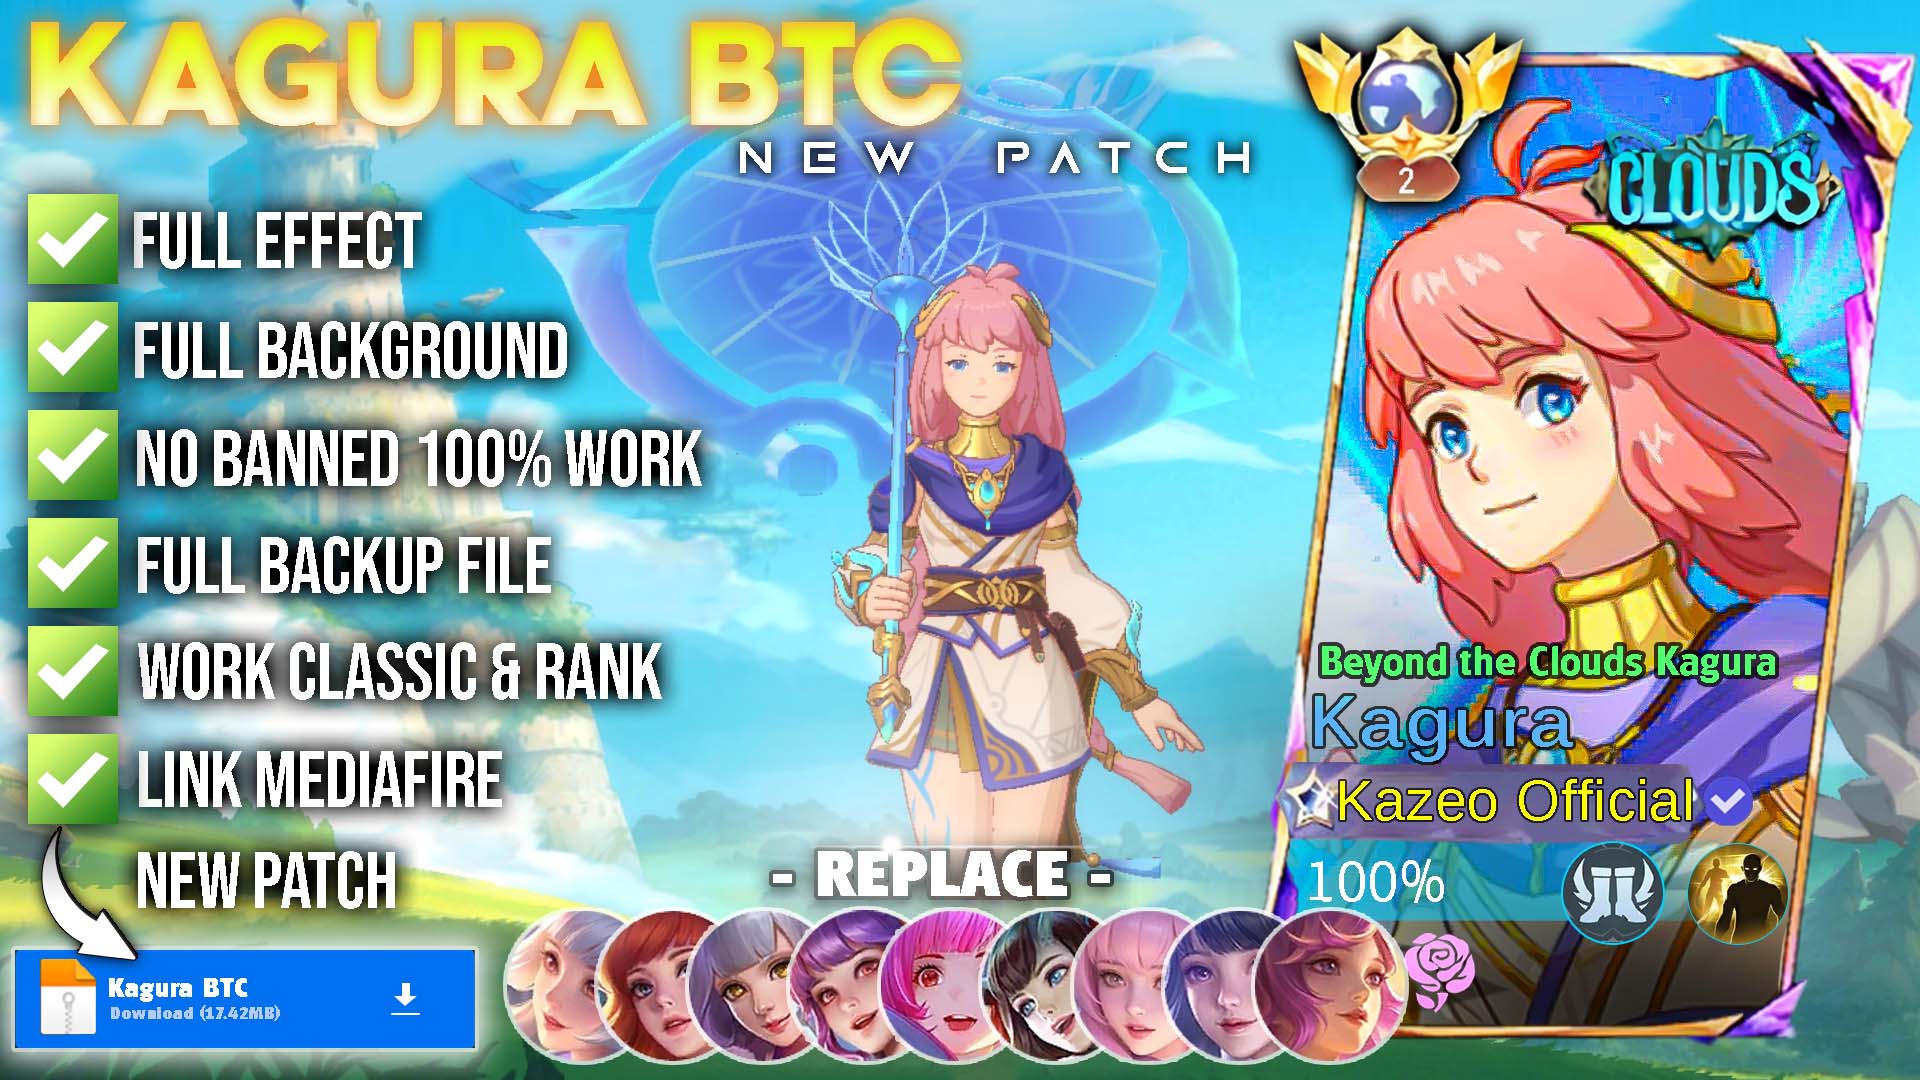 KAGURA BTC
NEW PATCH
FULL EFFECT
FULL BACKGROUND
NO BANNED 100% WORK
FULL BACKUP FILE
WORK CLASSIC & RANK
LINK MEDIAFIRE
NEW PATCH
Kagura BTC
Download (17.42MB)
- REPLACE -
2
CLOUDS
Beyond the Clouds Kagura
Kagura
Kazeo Official
100%